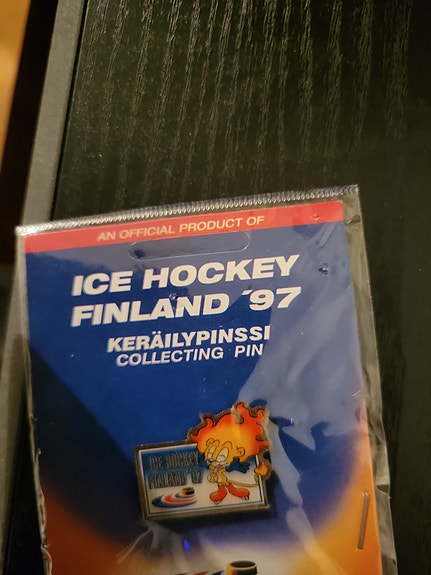 AN OFFICIAL PRODUCT OF
ICE HOCKEY
FINLAND ´97
KERÄILYPINSSI
COLLECTING PIN
ICE HOCKEY
FINLAND '97